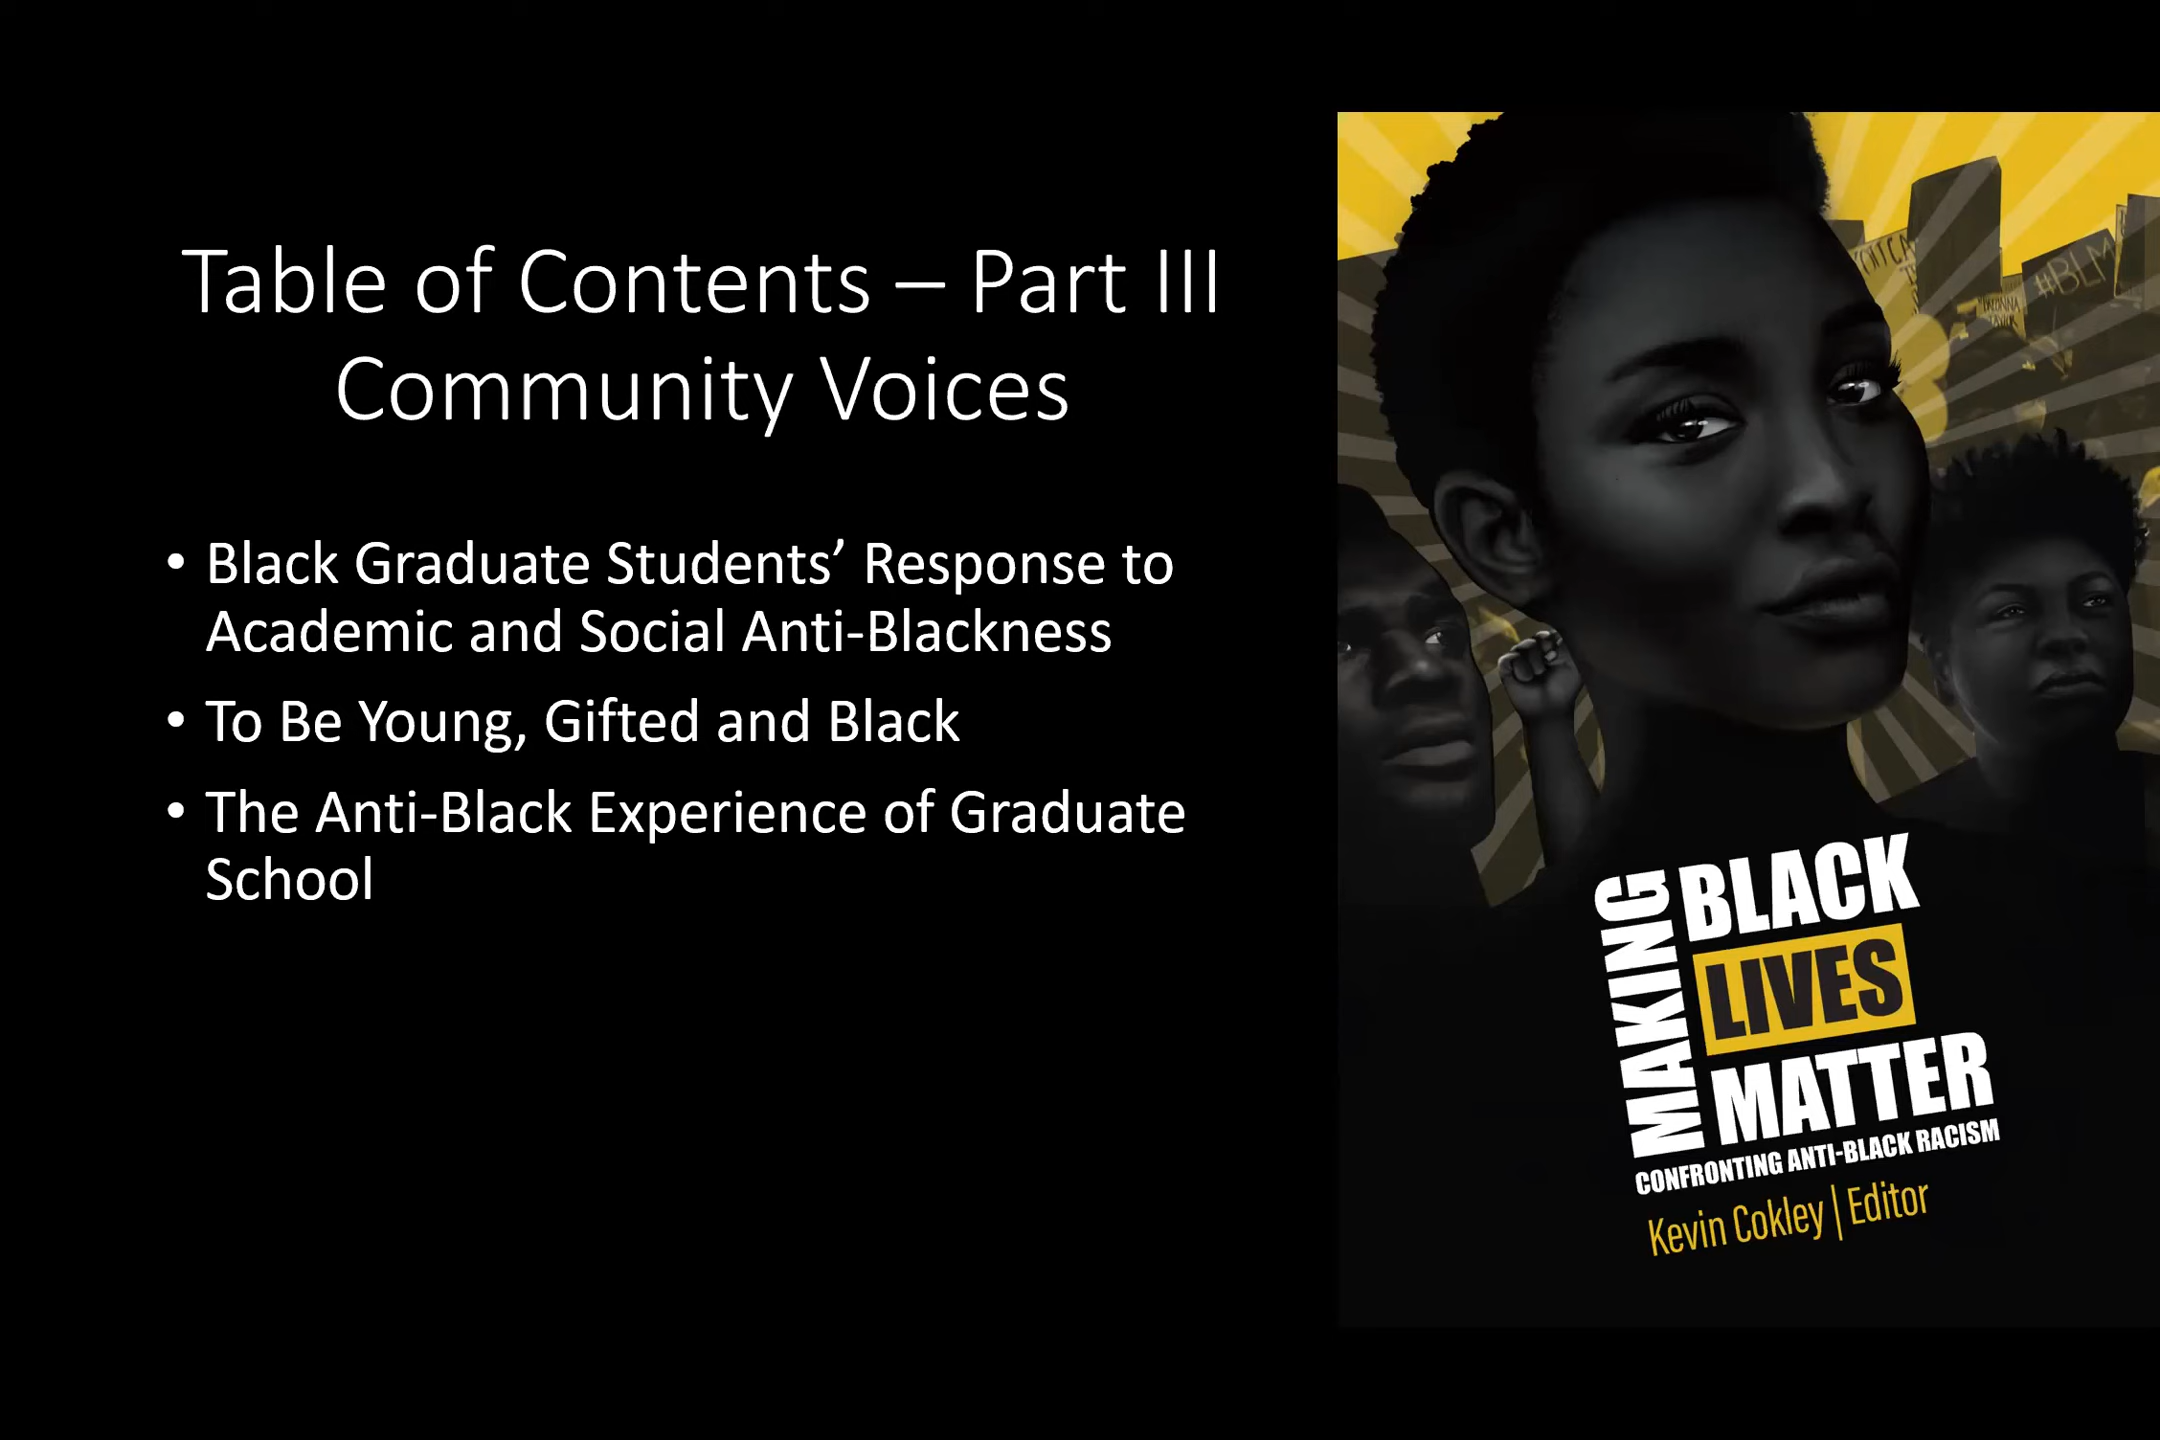 Table of Contents – Part III
Community Voices
• Black Graduate Students’ Response to
Academic and Social Anti-Blackness
• To Be Young, Gifted and Black
• The Anti-Black Experience of Graduate
School
#BLM
MAKING
BLACK
LIVES
MATTER
CONFRONTING ANTI-BLACK RACISM
Kevin Cokley | Editor